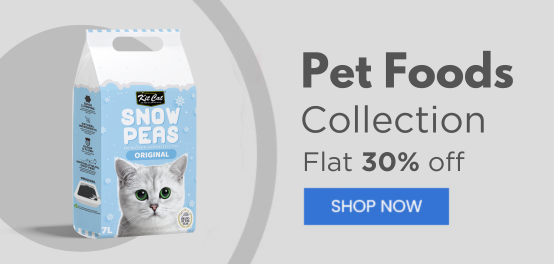 Kit Cat
SNOW
PEAS
ORIGINAL
7L
Pet Foods
Collection
Flat 30% off
SHOP NOW